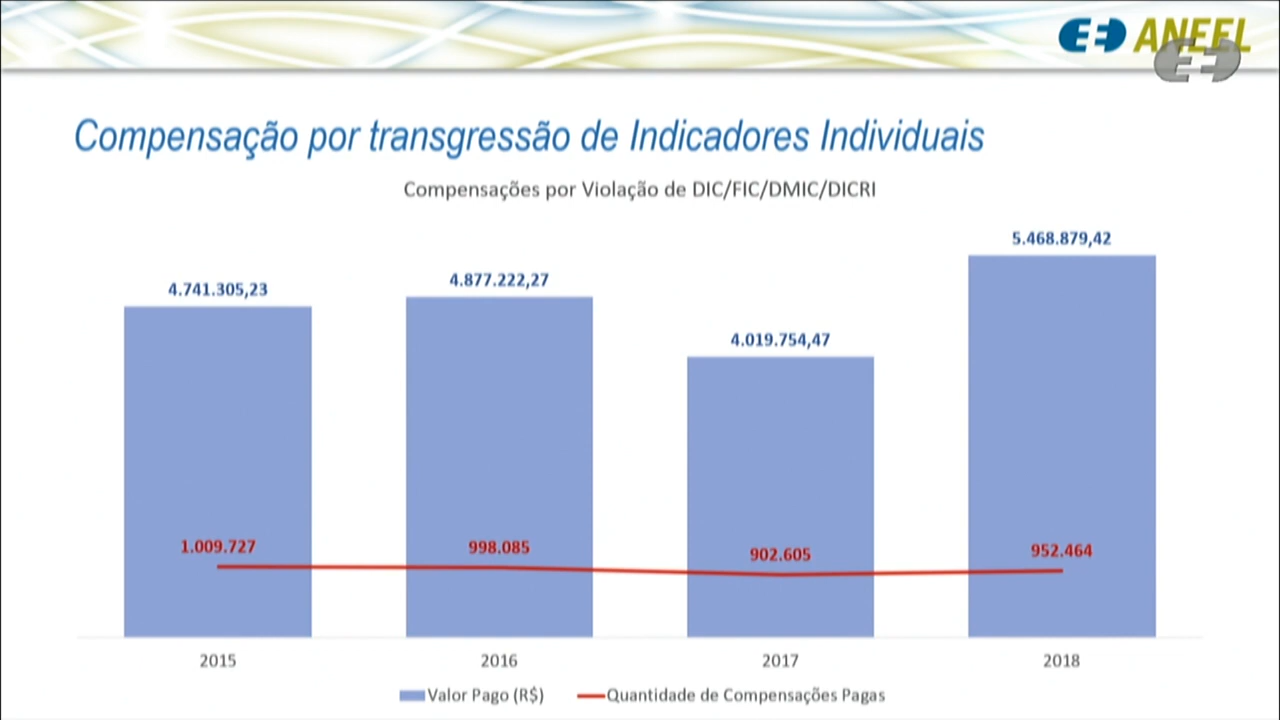 ANEEL
Compensação por transgressão de Indicadores Individuais
Compensações por Violação de DIC/FIC/DMIC/DICRI
4.741.305,23
4.877.222,27
4.019.754,47
5.468.879,42
1.009.727
998.085
902.605
952.464
2015
2016
2017
2018
Valor Pago (R$)
Quantidade de Compensações Pagas